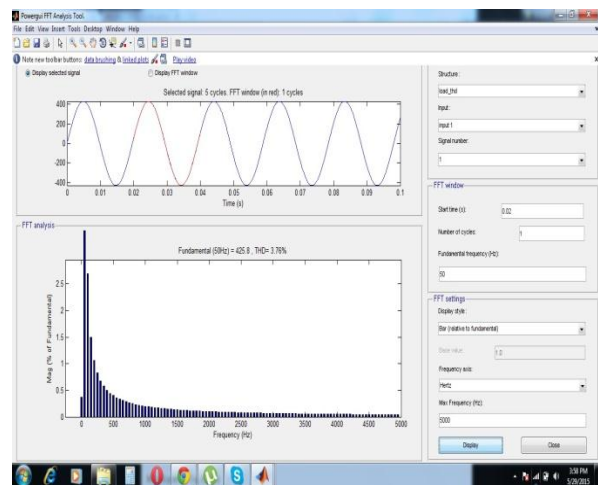 Powergui FFT Analysis Tool.
File Edit View Insert Tools Desktop Window Help
Note new toolbar buttons: data brushing & linked plots Play video
Display selected signal Display FFT window
Selected signal: 5 cycles. FFT window (in red): 1 cycles
400
200
0
-200
-400
0 0.01 0.02 0.03 0.04 0.05 0.06 0.07 0.08 0.09 0.1
Time (s)
FFT analysis
Fundamental (50Hz) = 425.8 , THD= 3.76%
2.5
2
1.5
1
0.5
0
Mag (% of Fundamental)
0 500 1000 1500 2000 2500 3000 3500 4000 4500 5000
Frequency (Hz)
Structure :
load_thd
Input :
input 1
Signal number:
1
FFT window
Start time (s): 0.02
Number of cycles: 1
Fundamental frequency (Hz):
50
FFT settings
Display style :
Bar (relative to fundamental)
Base value: 1.0
Frequency axis:
Hertz
Max Frequency (Hz):
5000
Display Close
3:58 PM
5/29/2015